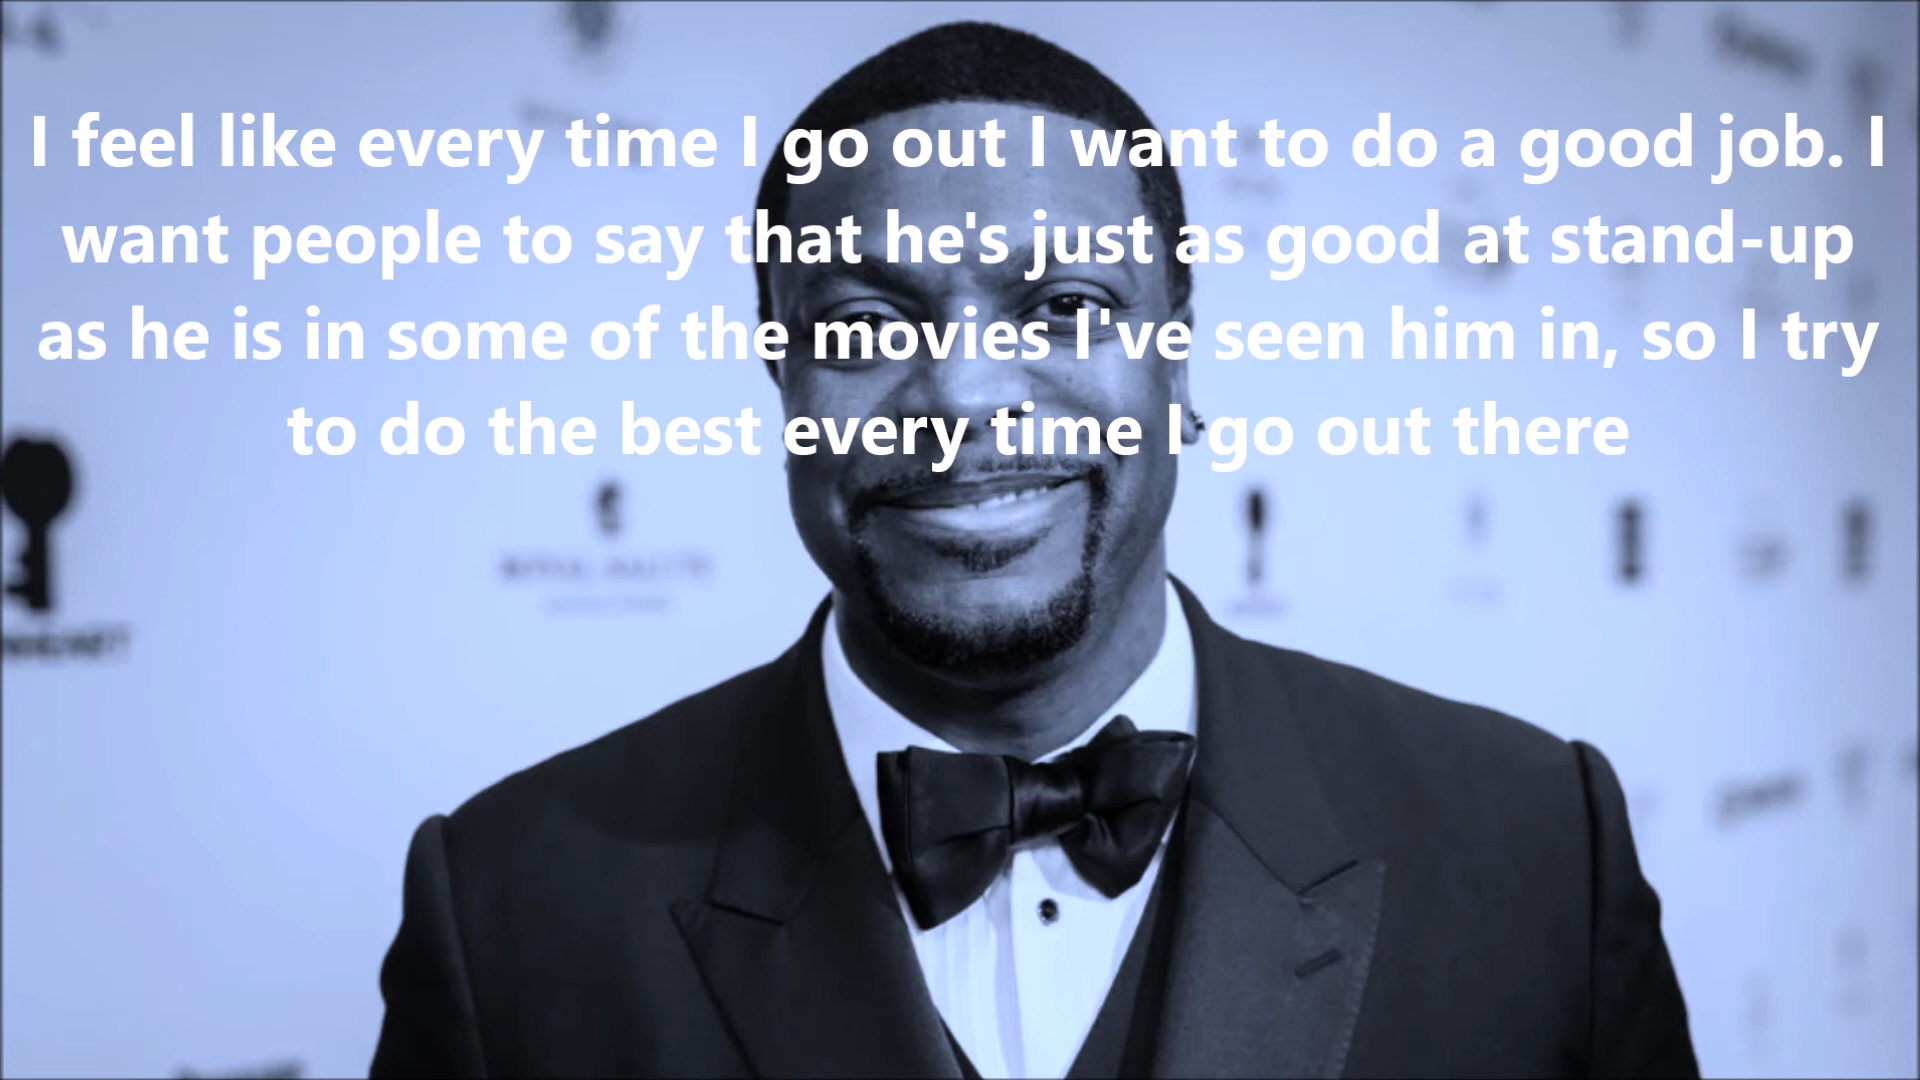 I feel like every time I go out I want to do a good job. I
want people to say that he's just as good at stand-up
as he is in some of the movies I've seen him in, so I try
to do the best every time I go out there